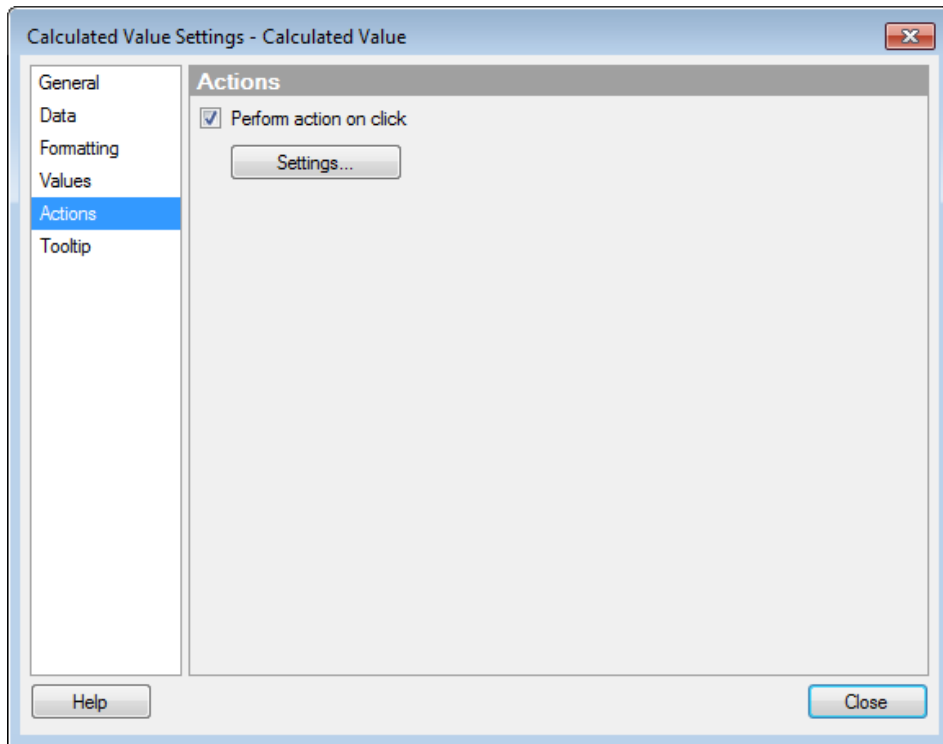 Calculated Value Settings - Calculated Value
General
Data
Formatting
Values
Actions
Tooltip
Actions
Perform action on click
Settings...
Help
Close